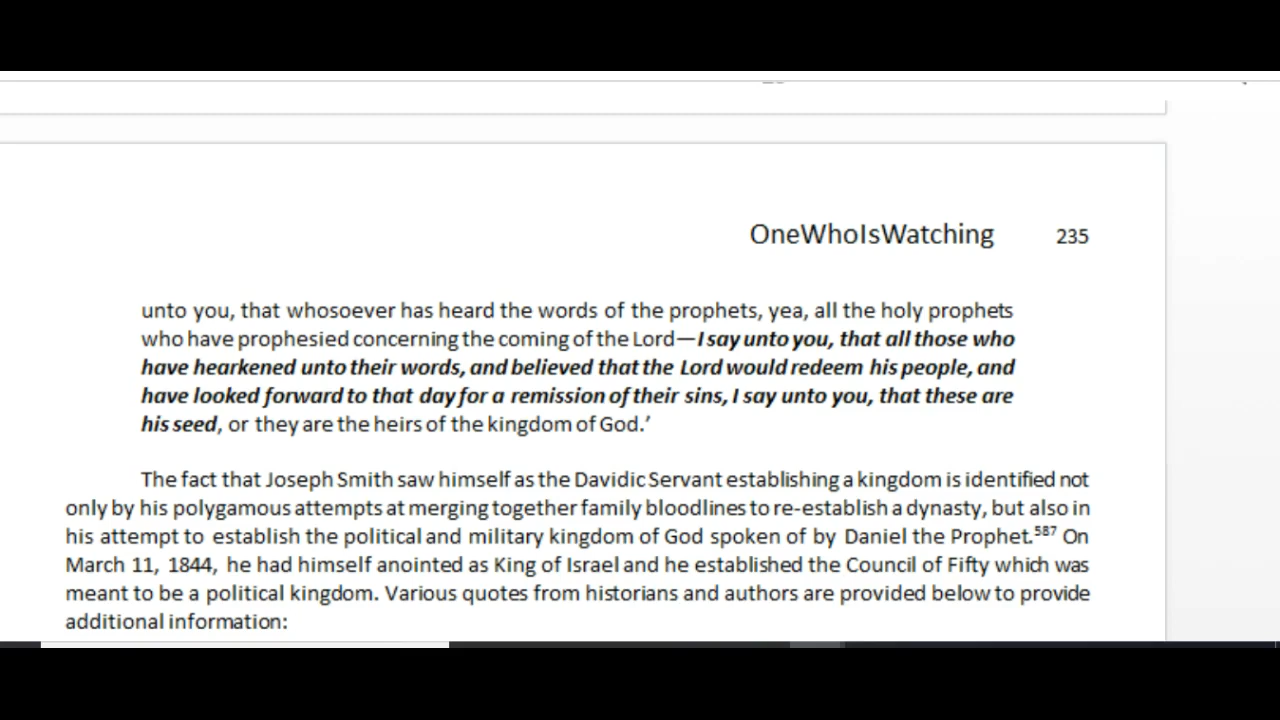 OneWhoIsWatching 235
unto you, that whosoever has heard the words of the prophets, yea, all the holy prophets
who have prophesied concerning the coming of the Lord—I say unto you, that all those who
have hearkened unto their words, and believed that the Lord would redeem his people, and
have looked forward to that day for a remission of their sins, I say unto you, that these are
his seed, or they are the heirs of the kingdom of God.’
The fact that Joseph Smith saw himself as the Davidic Servant establishing a kingdom is identified not
only by his polygamous attempts at merging together family bloodlines to re-establish a dynasty, but also in
his attempt to establish the political and military kingdom of God spoken of by Daniel the Prophet.587 On
March 11, 1844, he had himself anointed as King of Israel and he established the Council of Fifty which was
meant to be a political kingdom. Various quotes from historians and authors are provided below to provide
additional information: